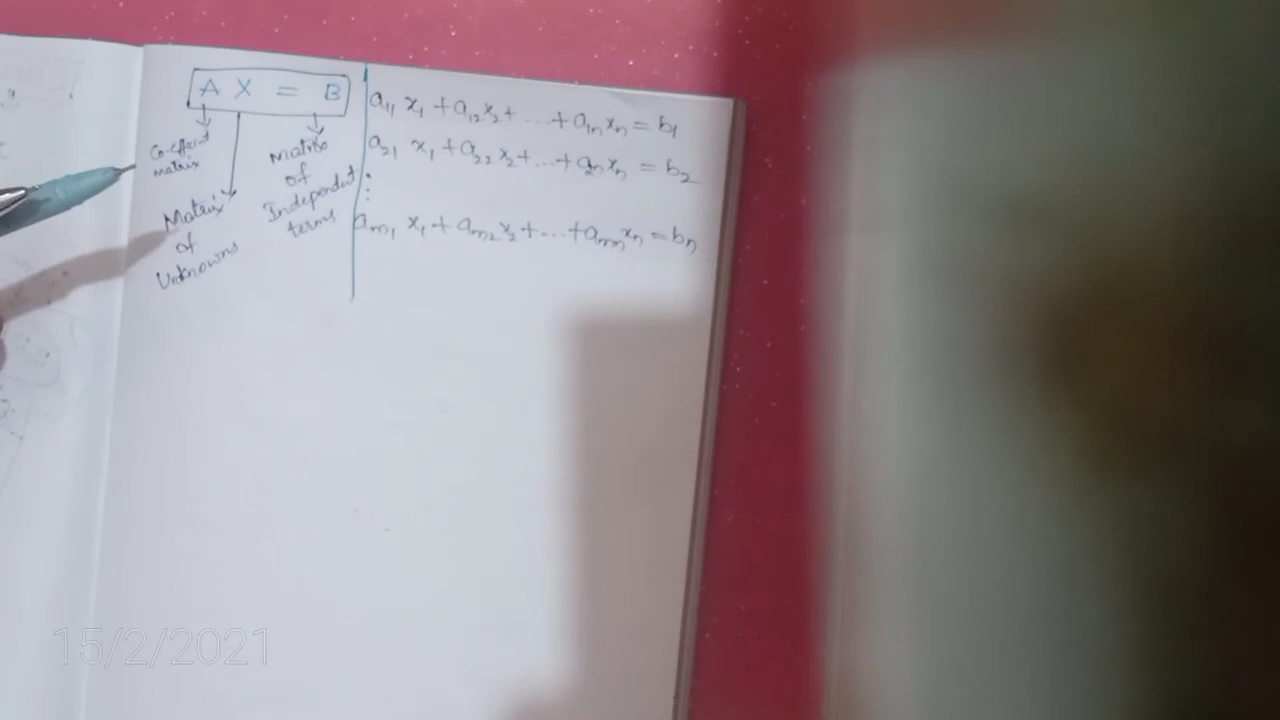 A X = B
Co-efficient matrix
Matrix of Unknowns
Matrix of Independent terms
a₁₁ x₁ + a₁₂ x₂ + ... + a₁ₙ xₙ = b₁
a₂₁ x₁ + a₂₂ x₂ + ... + a₂ₙ xₙ = b₂
⋮
aₘ₁ x₁ + aₘ₂ x₂ + ... + aₘₙ xₙ = bₙ
15/2/2021